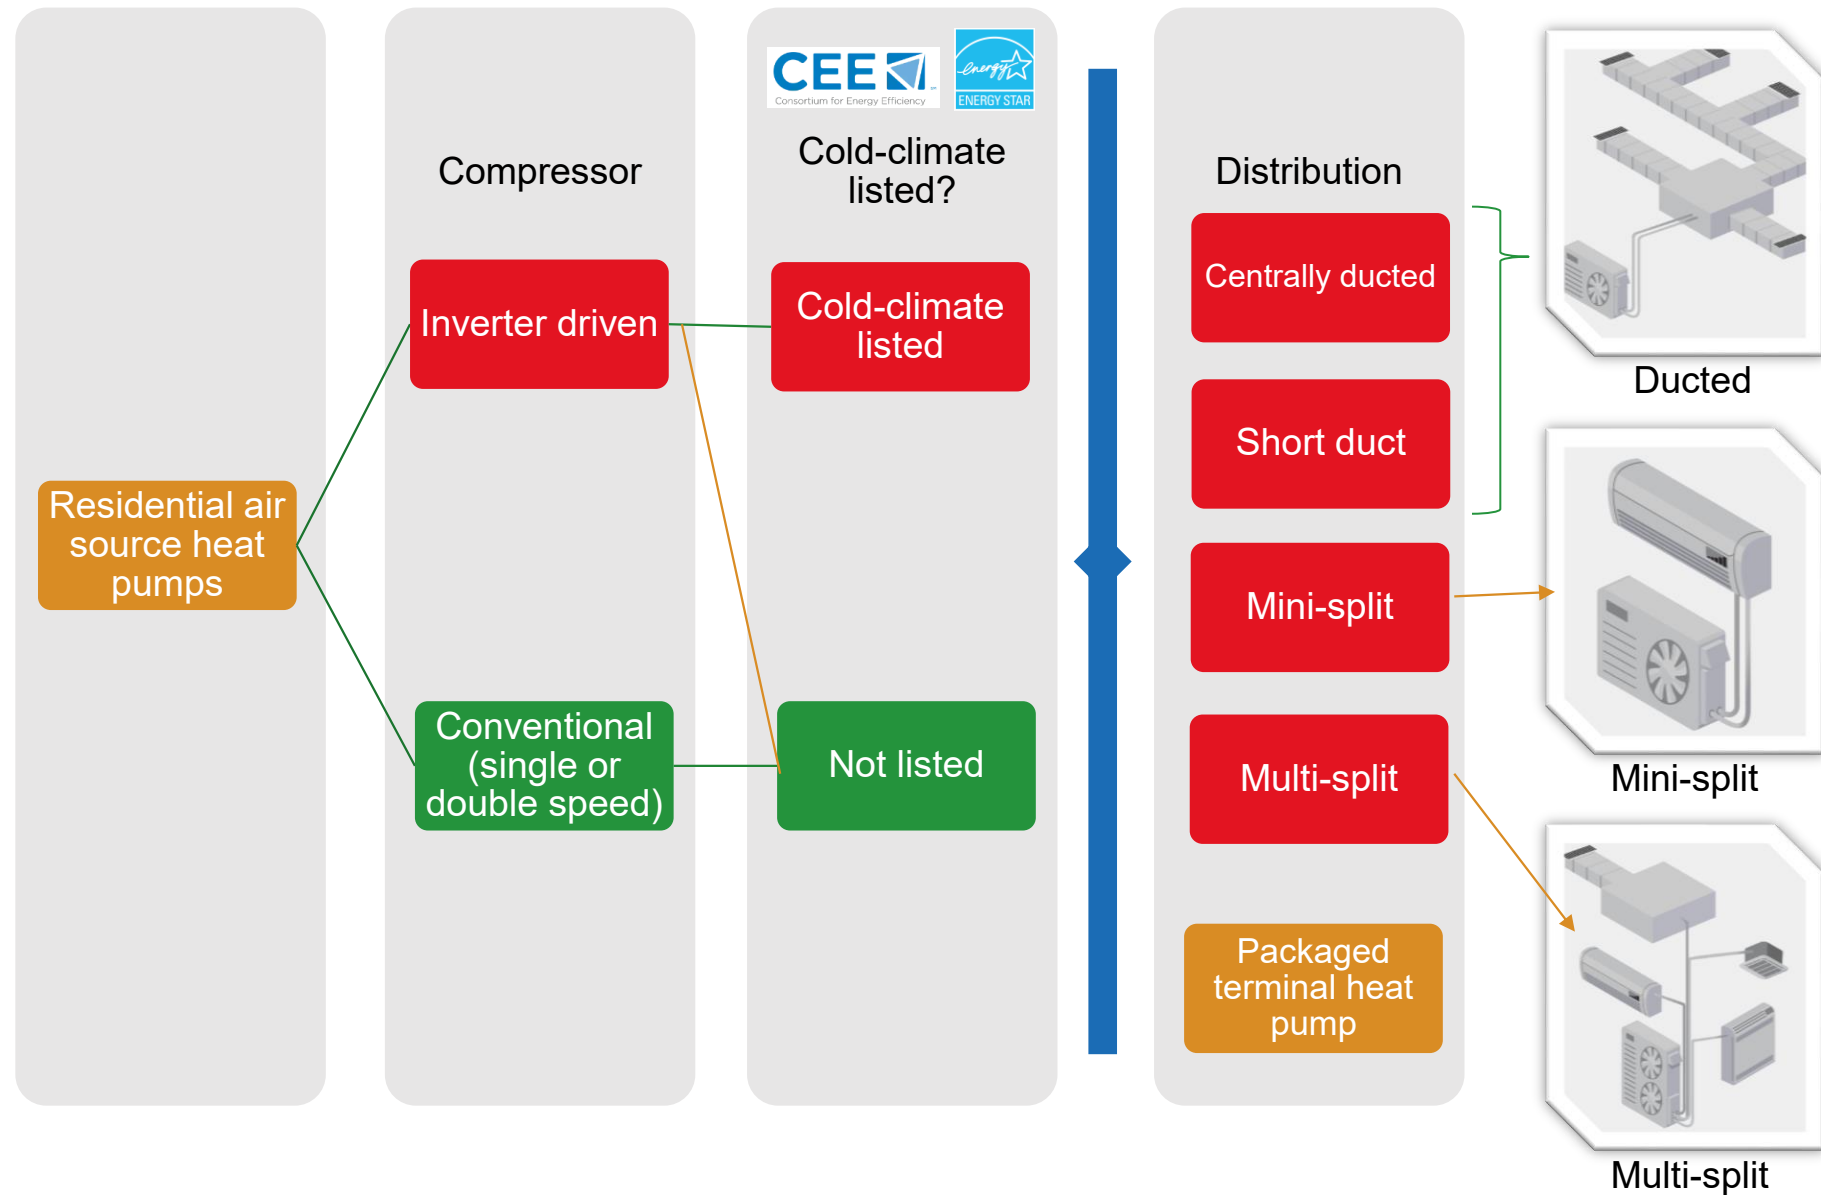 CEE
Consortium for Energy Efficiency
energy
ENERGY STAR
Compressor
Cold-climate
listed?
Distribution
Residential air
source heat
pumps
Inverter driven
Conventional
(single or
double speed)
Cold-climate
listed
Not listed
Centrally ducted
Short duct
Mini-split
Multi-split
Packaged
terminal heat
pump
Ducted
Mini-split
Multi-split